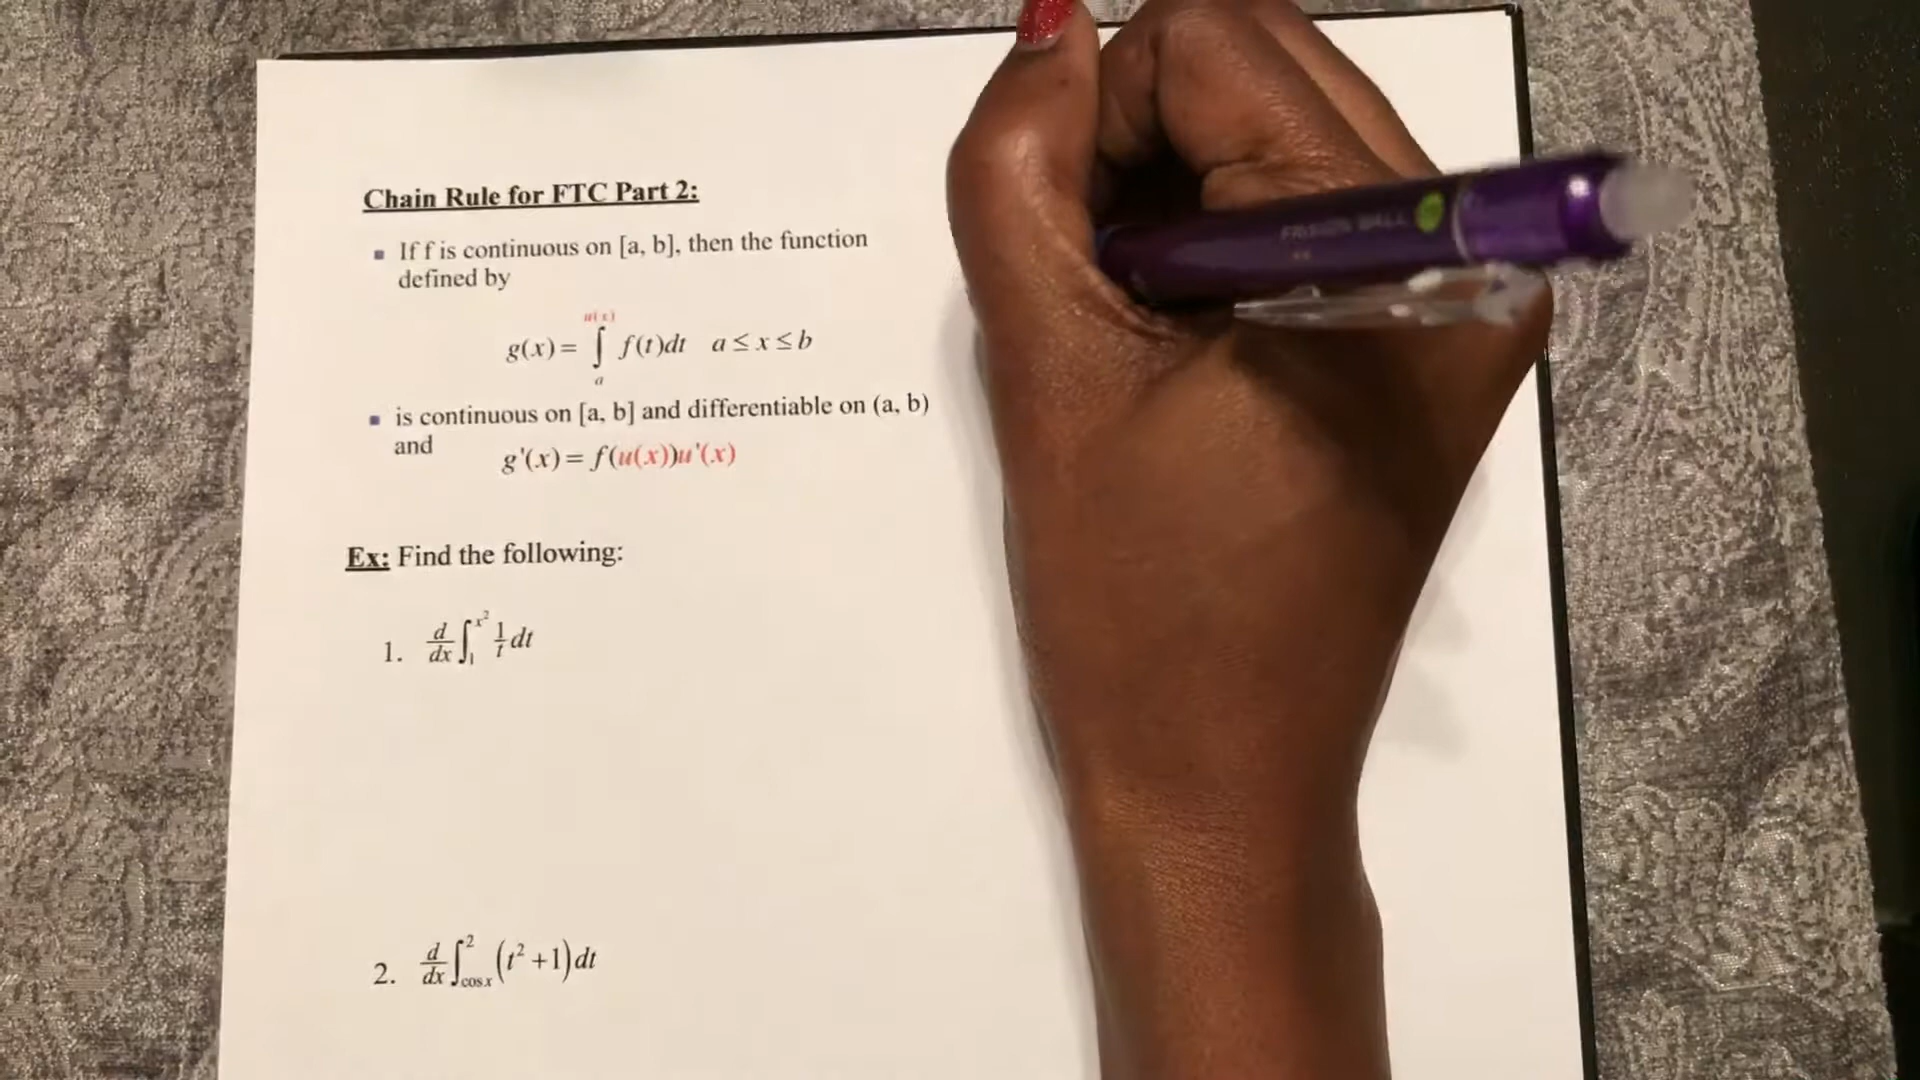 Chain Rule for FTC Part 2:
▪ If f is continuous on [a, b], then the function
defined by
g(x) = ∫_a^{u(x)} f(t)dt a ≤ x ≤ b
▪ is continuous on [a, b] and differentiable on (a, b)
and g'(x) = f(u(x))u'(x)
Ex: Find the following:
1. d/dx ∫_1^{x²} 1/t dt
2. d/dx ∫_{cos x}^2 (t² + 1) dt
FRIXION BALL